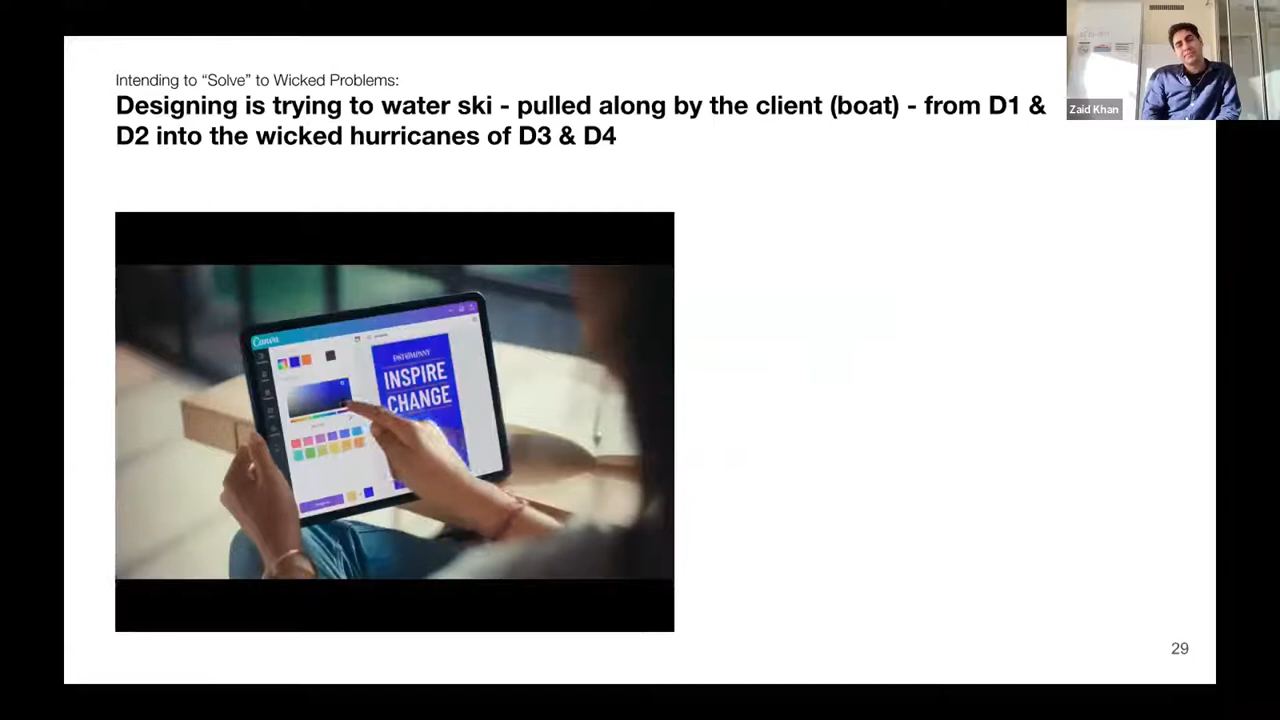 Intending to “Solve” to Wicked Problems:
Designing is trying to water ski - pulled along by the client (boat) - from D1 &
D2 into the wicked hurricanes of D3 & D4
Zaid Khan
Canva
INSPIRE
CHANGE
29